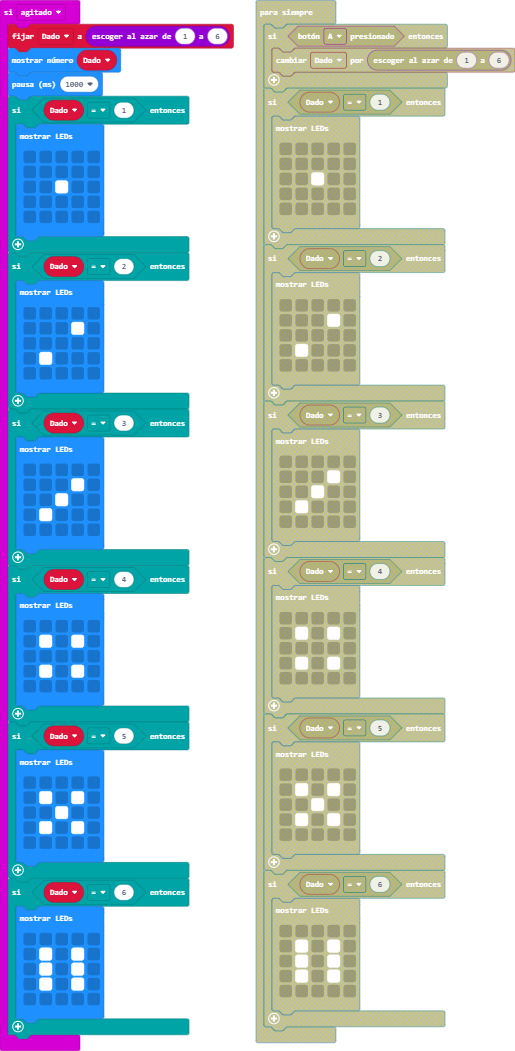 si agitado
fijar Dado a escoger al azar de 1 a 6
mostrar número Dado
pausa (ms) 1000
si Dado = 1 entonces
mostrar LEDs
si Dado = 2 entonces
mostrar LEDs
si Dado = 3 entonces
mostrar LEDs
si Dado = 4 entonces
mostrar LEDs
si Dado = 5 entonces
mostrar LEDs
si Dado = 6 entonces
mostrar LEDs
para siempre
si botón A presionado entonces
cambiar Dado por escoger al azar de 1 a 6
si Dado = 1 entonces
mostrar LEDs
si Dado = 2 entonces
mostrar LEDs
si Dado = 3 entonces
mostrar LEDs
si Dado = 4 entonces
mostrar LEDs
si Dado = 5 entonces
mostrar LEDs
si Dado = 6 entonces
mostrar LEDs